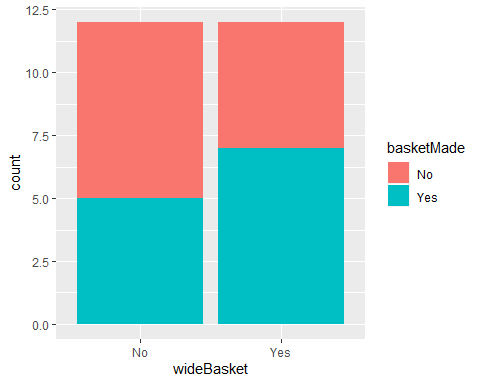 12.5
10.0
7.5
5.0
2.5
0.0
count
No Yes
wideBasket
basketMade
No
Yes